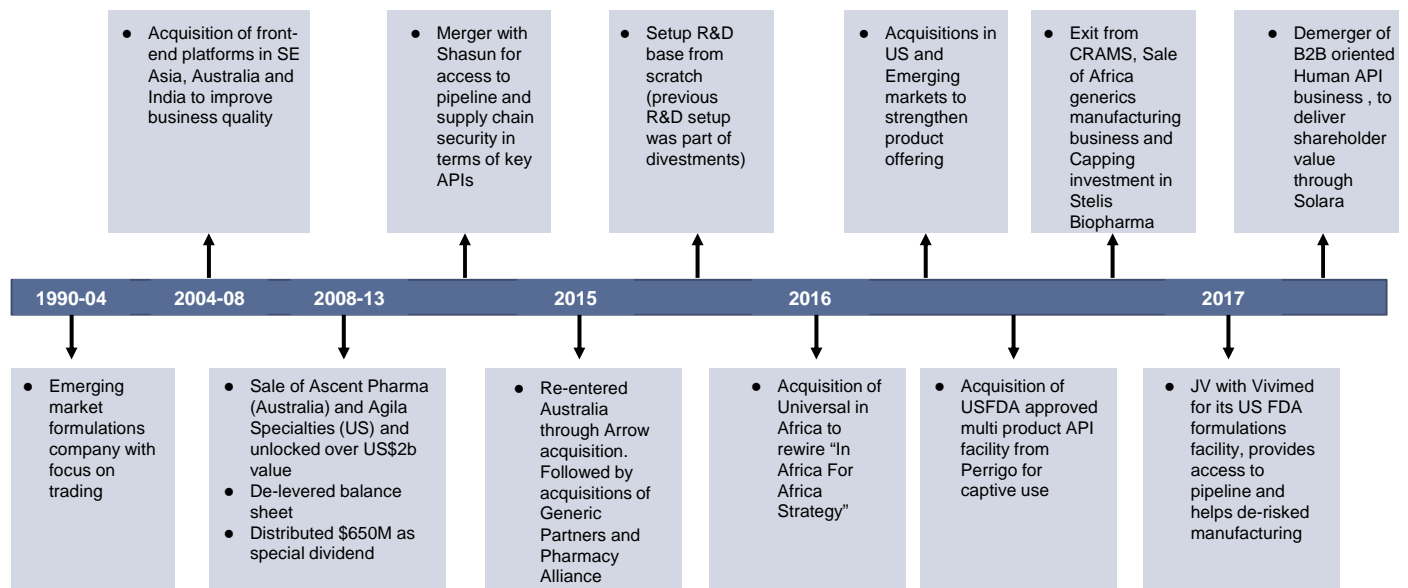 ● Acquisition of front-
end platforms in SE
Asia, Australia and
India to improve
business quality
● Merger with
Shasun for
access to
pipeline and
supply chain
security in
terms of key
APIs
● Setup R&D
base from
scratch
(previous
R&D setup
was part of
divestments)
● Acquisitions in
US and
Emerging
markets to
strengthen
product
offering
● Exit from
CRAMS, Sale
of Africa
generics
manufacturing
business and
Capping
investment in
Stelis
Biopharma
● Demerger of
B2B oriented
Human API
business , to
deliver
shareholder
value
through
Solara
1990-04 2004-08 2008-13 2015 2016 2017
● Emerging
market
formulations
company with
focus on
trading
● Sale of Ascent Pharma
(Australia) and Agila
Specialties (US) and
unlocked over US$2b
value
● De-levered balance
sheet
● Distributed $650M as
special dividend
● Re-entered
Australia
through Arrow
acquisition.
Followed by
acquisitions of
Generic
Partners and
Pharmacy
Alliance
● Acquisition of
Universal in
Africa to
rewire “In
Africa For
Africa
Strategy”
● Acquisition of
USFDA approved
multi product API
facility from
Perrigo for
captive use
● JV with Vivimed
for its US FDA
formulations
facility, provides
access to
pipeline and
helps de-risked
manufacturing